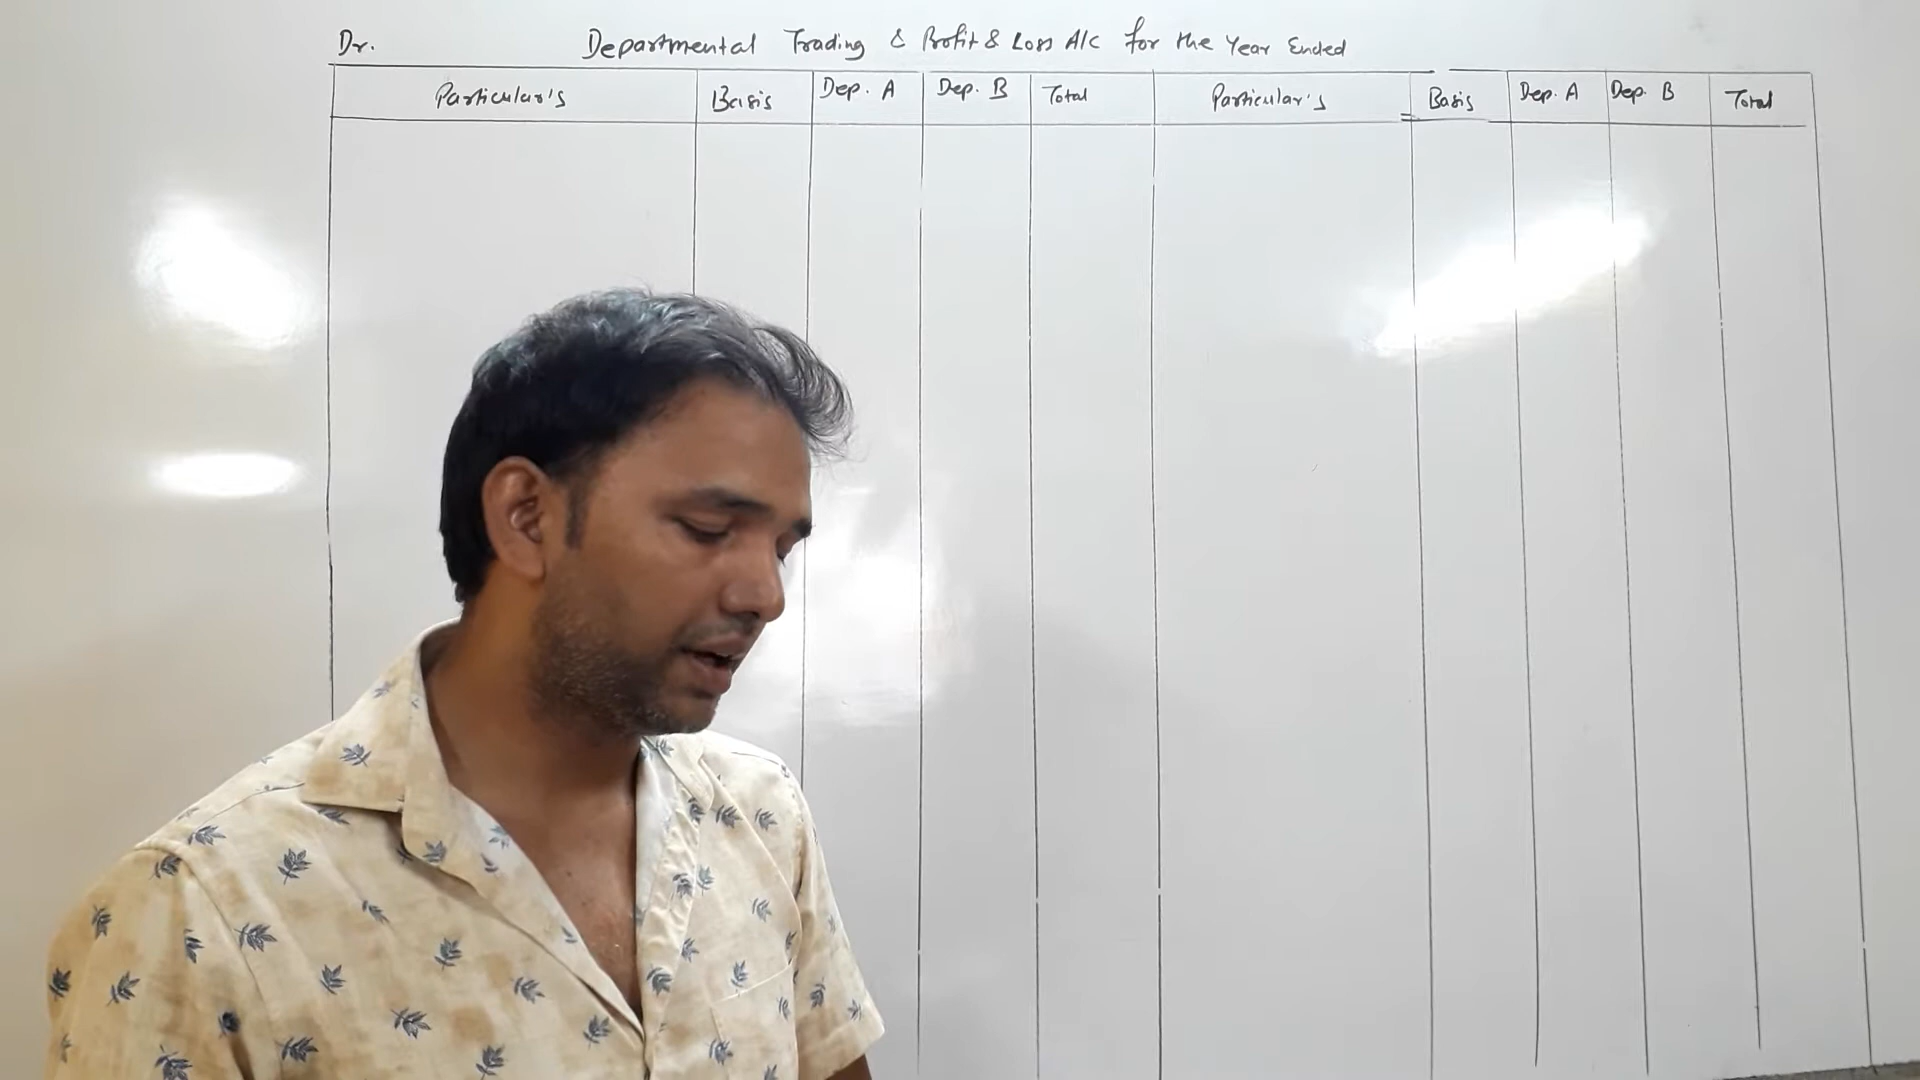 Dr. Departmental Trading & Profit & Loss A/c for the Year Ended
Particular's Basis Dep. A Dep. B Total Particular's Basis Dep. A Dep. B Total